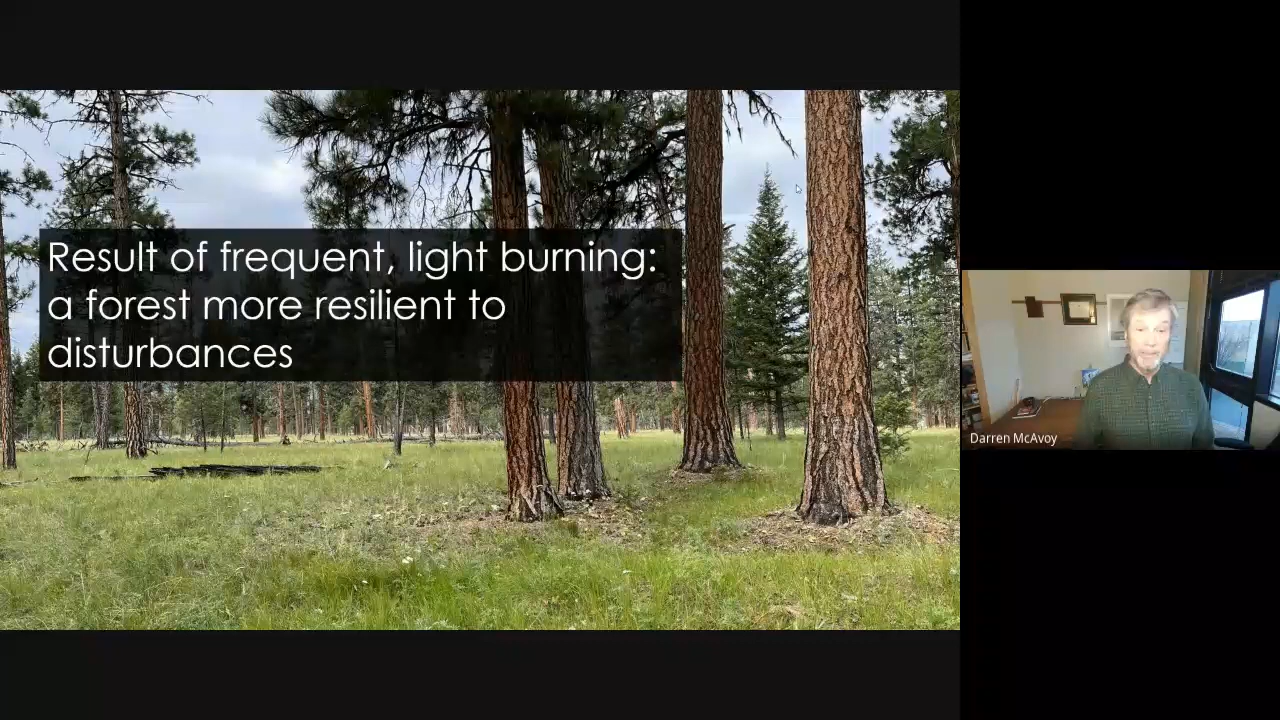 Result of frequent, light burning:
a forest more resilient to
disturbances
Darren McAvoy